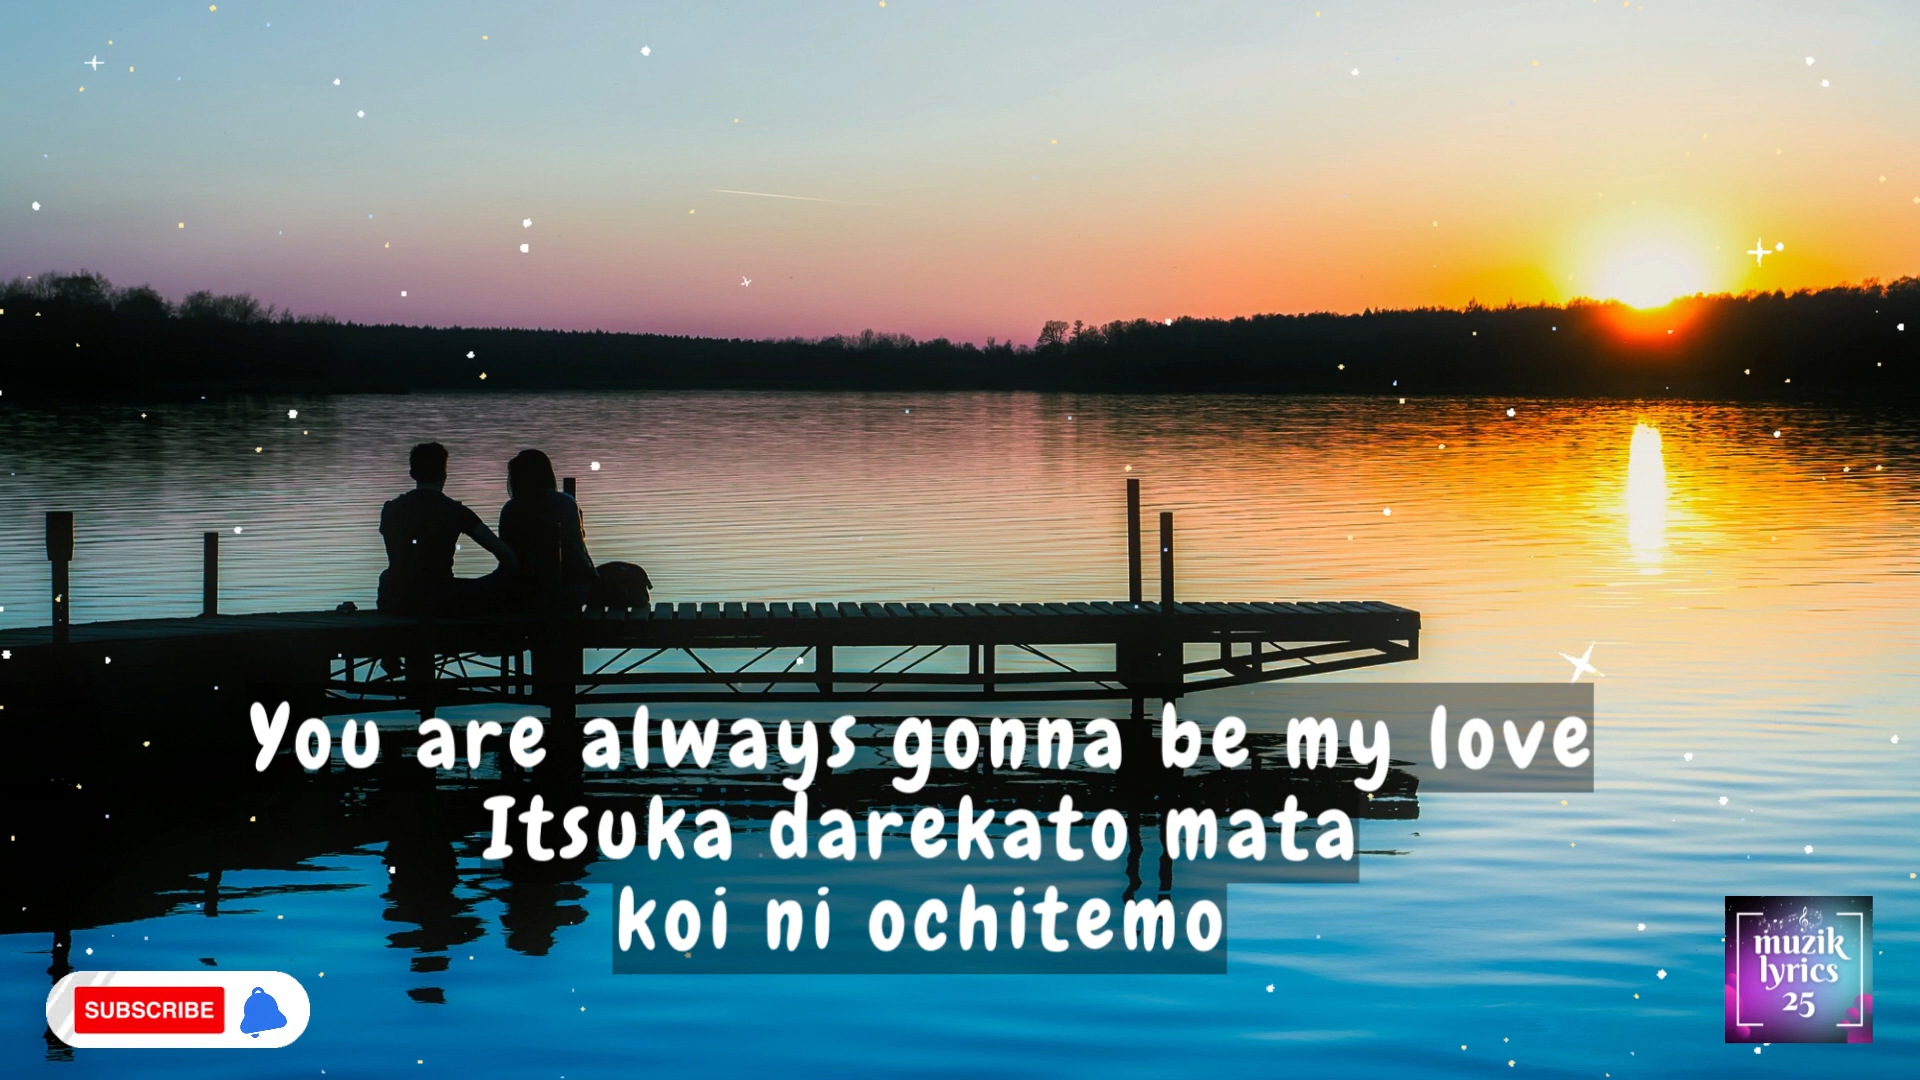 You are always gonna be my love
Itsuka darekato mata
koi ni ochitemo
SUBSCRIBE
muzik
lyrics
25